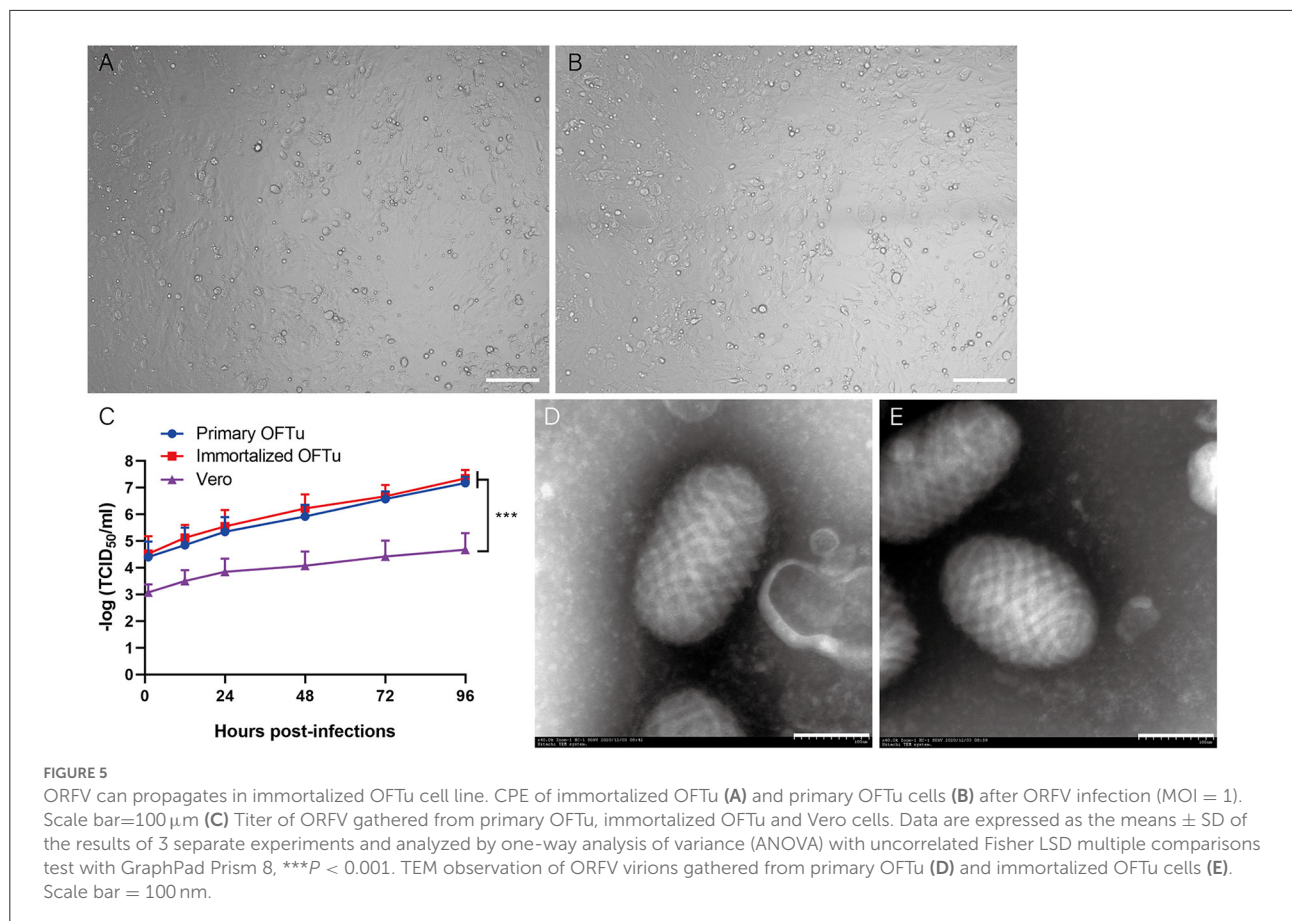 A
B
C
Primary OFTu
Immortalized OFTu
Vero
8
7
6
5
4
3
2
1
0
-log (TCID50/ml)
***
0 24 48 72 96
Hours post-infections
D
E
FIGURE 5
ORFV can propagates in immortalized OFTu cell line. CPE of immortalized OFTu (A) and primary OFTu cells (B) after ORFV infection (MOI = 1).
Scale bar=100 μm (C) Titer of ORFV gathered from primary OFTu, immortalized OFTu and Vero cells. Data are expressed as the means ± SD of
the results of 3 separate experiments and analyzed by one-way analysis of variance (ANOVA) with uncorrelated Fisher LSD multiple comparisons
test with GraphPad Prism 8, ***P < 0.001. TEM observation of ORFV virions gathered from primary OFTu (D) and immortalized OFTu cells (E).
Scale bar = 100 nm.